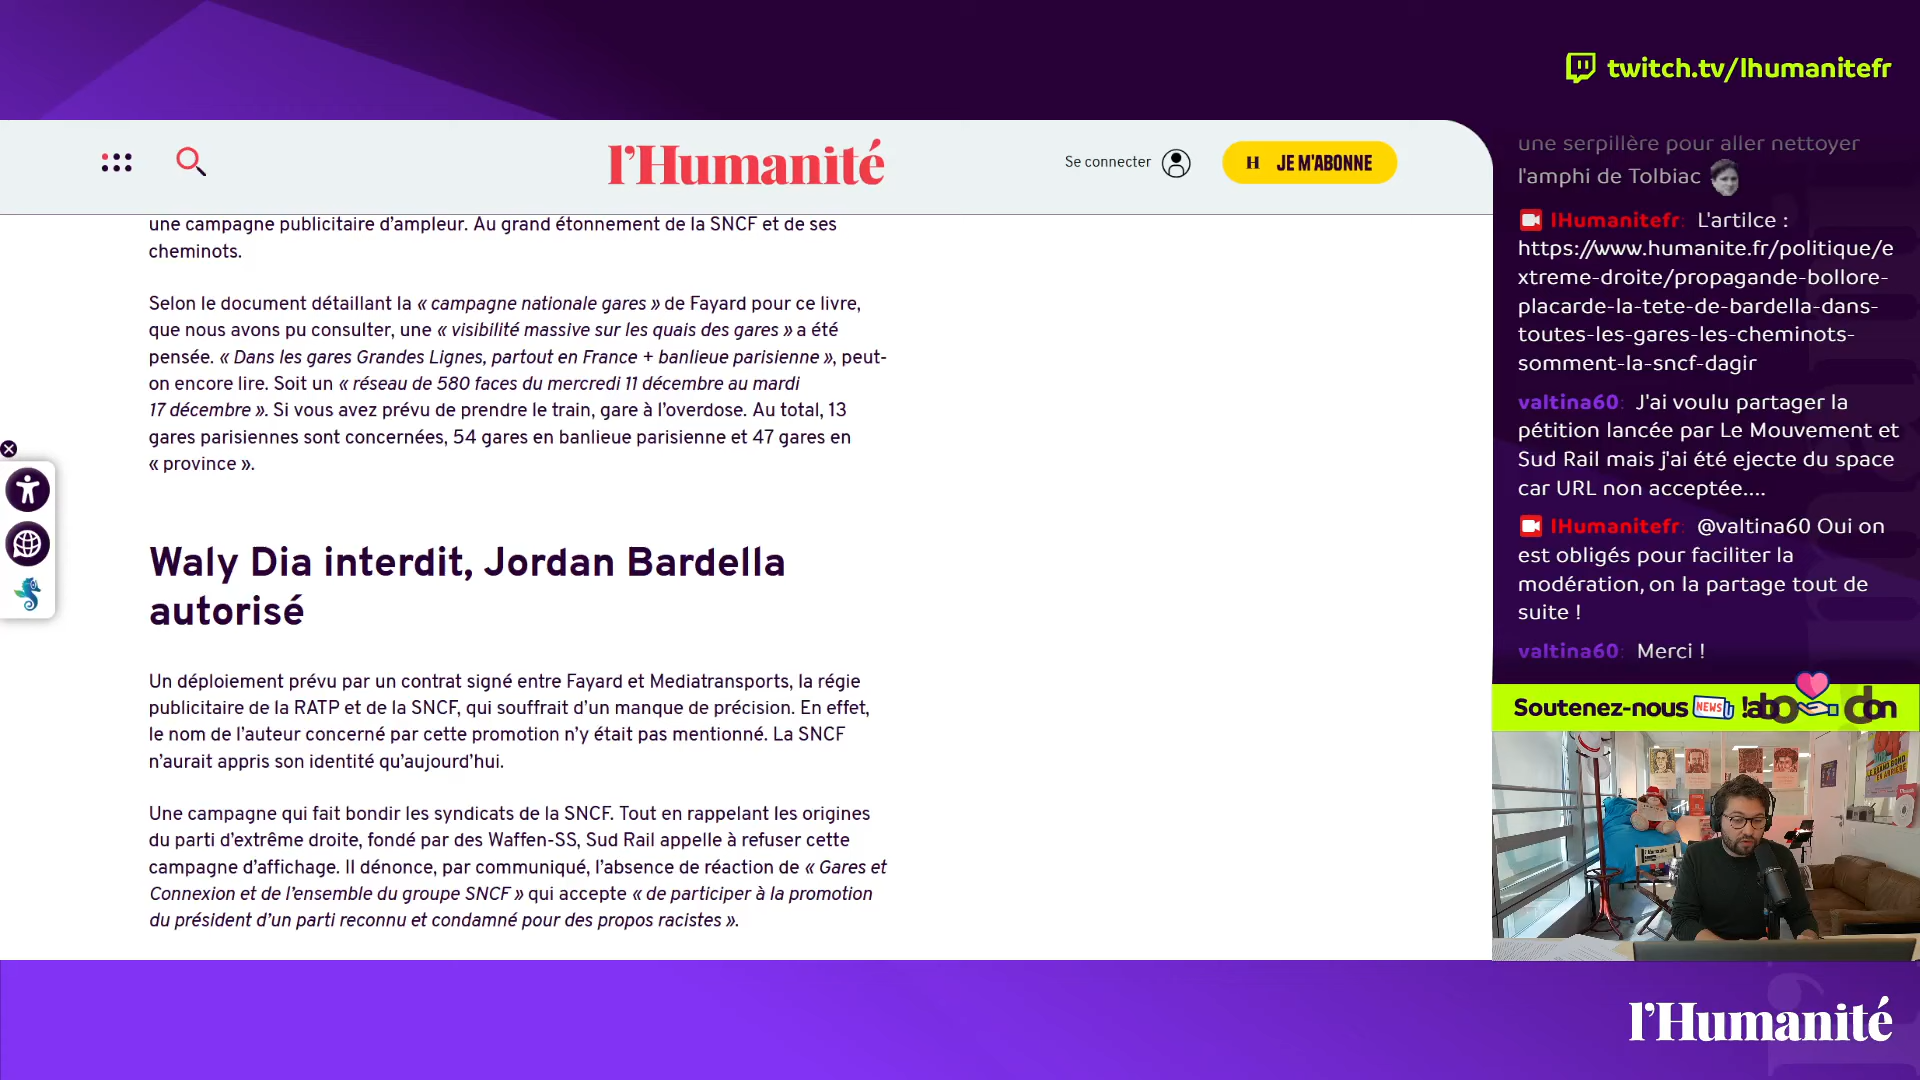 twitch.tv/lhumanitefr
l'Humanité
Se connecter
H JE M'ABONNE
une campagne publicitaire d'ampleur. Au grand étonnement de la SNCF et de ses
cheminots.
Selon le document détaillant la « campagne nationale gares » de Fayard pour ce livre,
que nous avons pu consulter, une « visibilité massive sur les quais des gares » a été
pensée. « Dans les gares Grandes Lignes, partout en France + banlieue parisienne », peut-
on encore lire. Soit un « réseau de 580 faces du mercredi 11 décembre au mardi
17 décembre ». Si vous avez prévu de prendre le train, gare à l'overdose. Au total, 13
gares parisiennes sont concernées, 54 gares en banlieue parisienne et 47 gares en
« province ».
Waly Dia interdit, Jordan Bardella
autorisé
Un déploiement prévu par un contrat signé entre Fayard et Mediatransports, la régie
publicitaire de la RATP et de la SNCF, qui souffrait d'un manque de précision. En effet,
le nom de l'auteur concerné par cette promotion n'y était pas mentionné. La SNCF
n'aurait appris son identité qu'aujourd'hui.
Une campagne qui fait bondir les syndicats de la SNCF. Tout en rappelant les origines
du parti d'extrême droite, fondé par des Waffen-SS, Sud Rail appelle à refuser cette
campagne d'affichage. Il dénonce, par communiqué, l'absence de réaction de « Gares et
Connexion et de l'ensemble du groupe SNCF » qui accepte « de participer à la promotion
du président d'un parti reconnu et condamné pour des propos racistes ».
une serpillère pour aller nettoyer
l'amphi de Tolbiac
lHumanitefr: L'artilce :
https://www.humanite.fr/politique/e
xtreme-droite/propagande-bollore-
placarde-la-tete-de-bardella-dans-
toutes-les-gares-les-cheminots-
somment-la-sncf-dagir
valtina60: J'ai voulu partager la
pétition lancée par Le Mouvement et
Sud Rail mais j'ai été ejecte du space
car URL non acceptée....
lHumanitefr: @valtina60 Oui on
est obligés pour faciliter la
modération, on la partage tout de
suite !
valtina60: Merci !
Soutenez-nous NEWS !abo don
l'Humanité